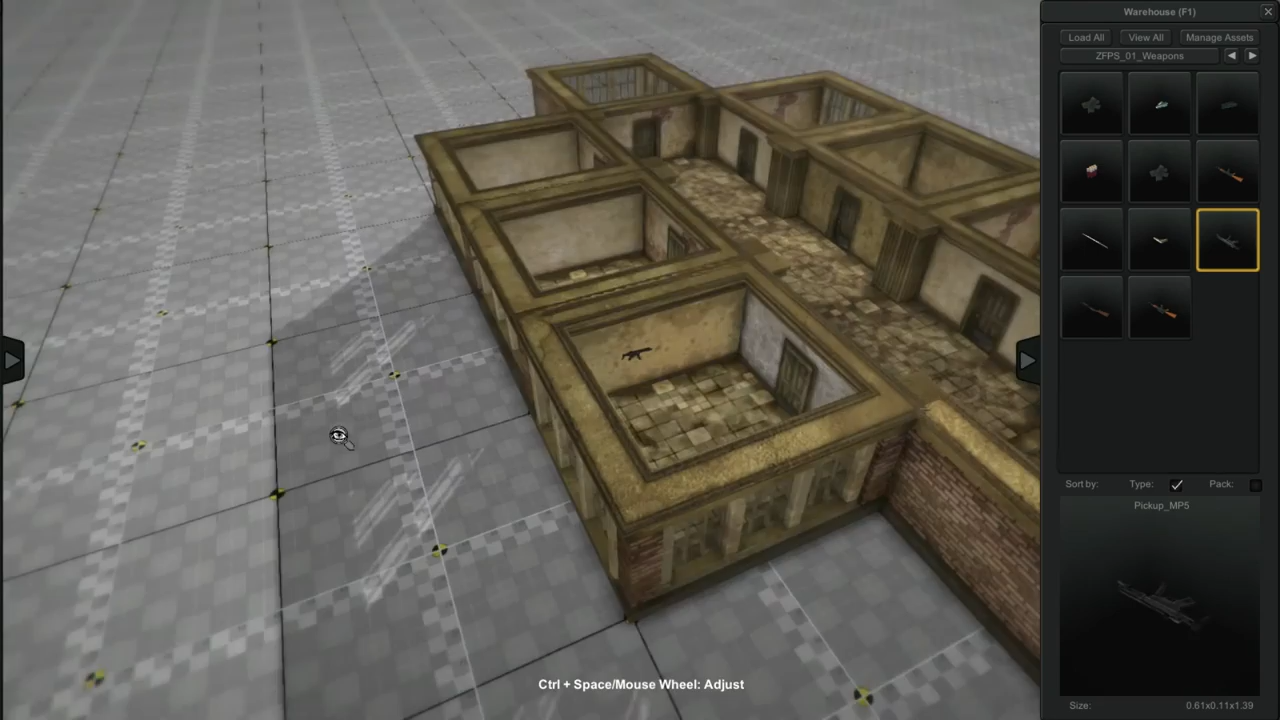 Warehouse (F1)
Load All
View All
Manage Assets
ZFPS_01_Weapons
Sort by:
Type:
Pack:
Pickup_MP5
Size:
0.61x0.11x1.39
Ctrl + Space/Mouse Wheel: Adjust